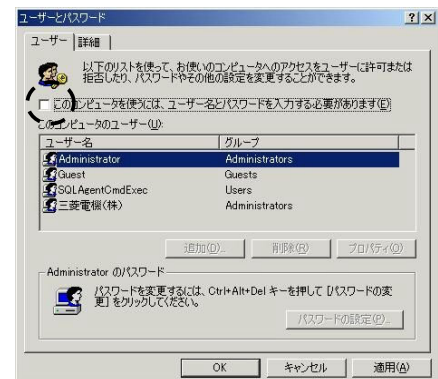 ユーザーとパスワード
ユーザー 詳細
以下のリストを使って、お使いのコンピュータへのアクセスをユーザーに許可または
拒否したり、パスワードやその他の設定を変更することができます。
このコンピュータを使うには、ユーザー名とパスワードを入力する必要があります(E)
このコンピュータのユーザー(U):
ユーザー名 グループ
Administrator Administrators
Guest Guests
SQLAgentCmdExec Users
三菱電機(株) Administrators
追加(D)... 削除(R) プロパティ(O)
Administrator のパスワード
パスワードを変更するには、Ctrl+Alt+Del キーを押して [パスワードの変
更] をクリックしてください。
パスワードの設定(P)...
OK キャンセル 適用(A)